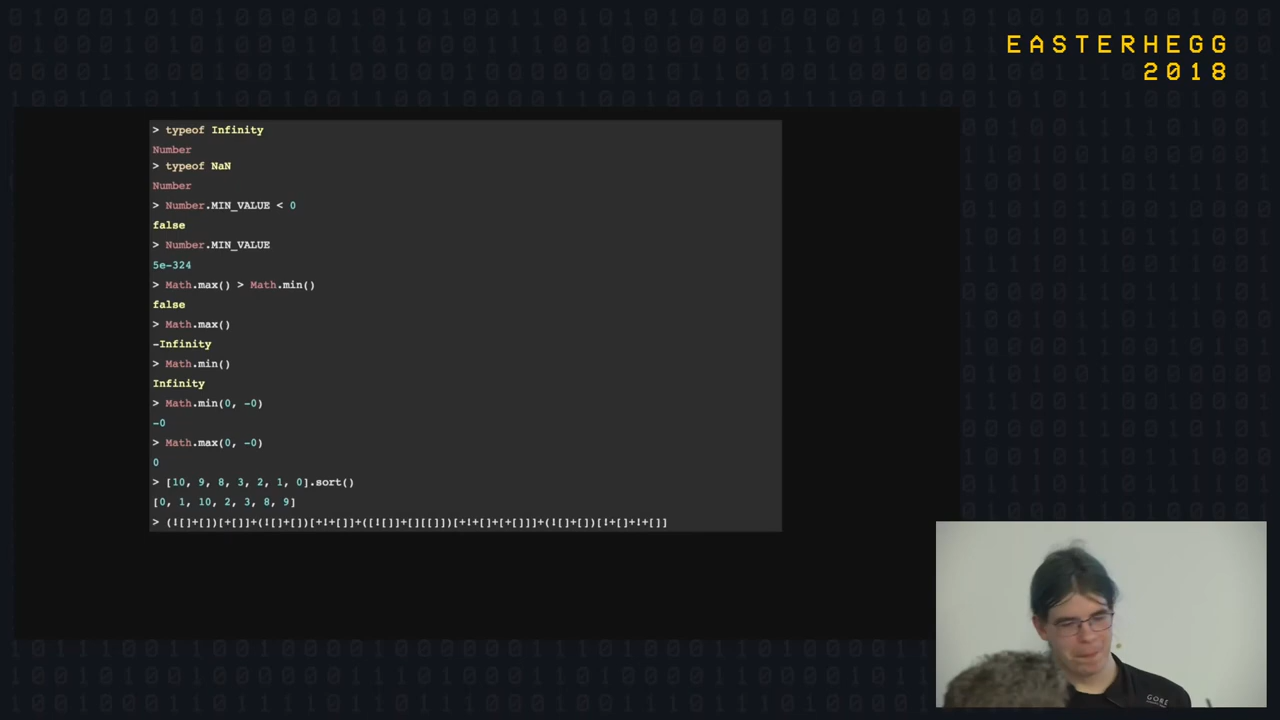 EASTERHEGG
2018
> typeof Infinity
Number
> typeof NaN
Number
> Number.MIN_VALUE < 0
false
> Number.MIN_VALUE
5e-324
> Math.max() > Math.min()
false
> Math.max()
-Infinity
> Math.min()
Infinity
> Math.min(0, -0)
-0
> Math.max(0, -0)
0
> [10, 9, 8, 3, 2, 1, 0].sort()
[0, 1, 10, 2, 3, 8, 9]
> (![]+[])[+[]]+(![]+[])[+!+[]]+([![]]+[][[]])[+!+[]+[+[]]]+(![]+[])[!+[]+!+[]]
GORE